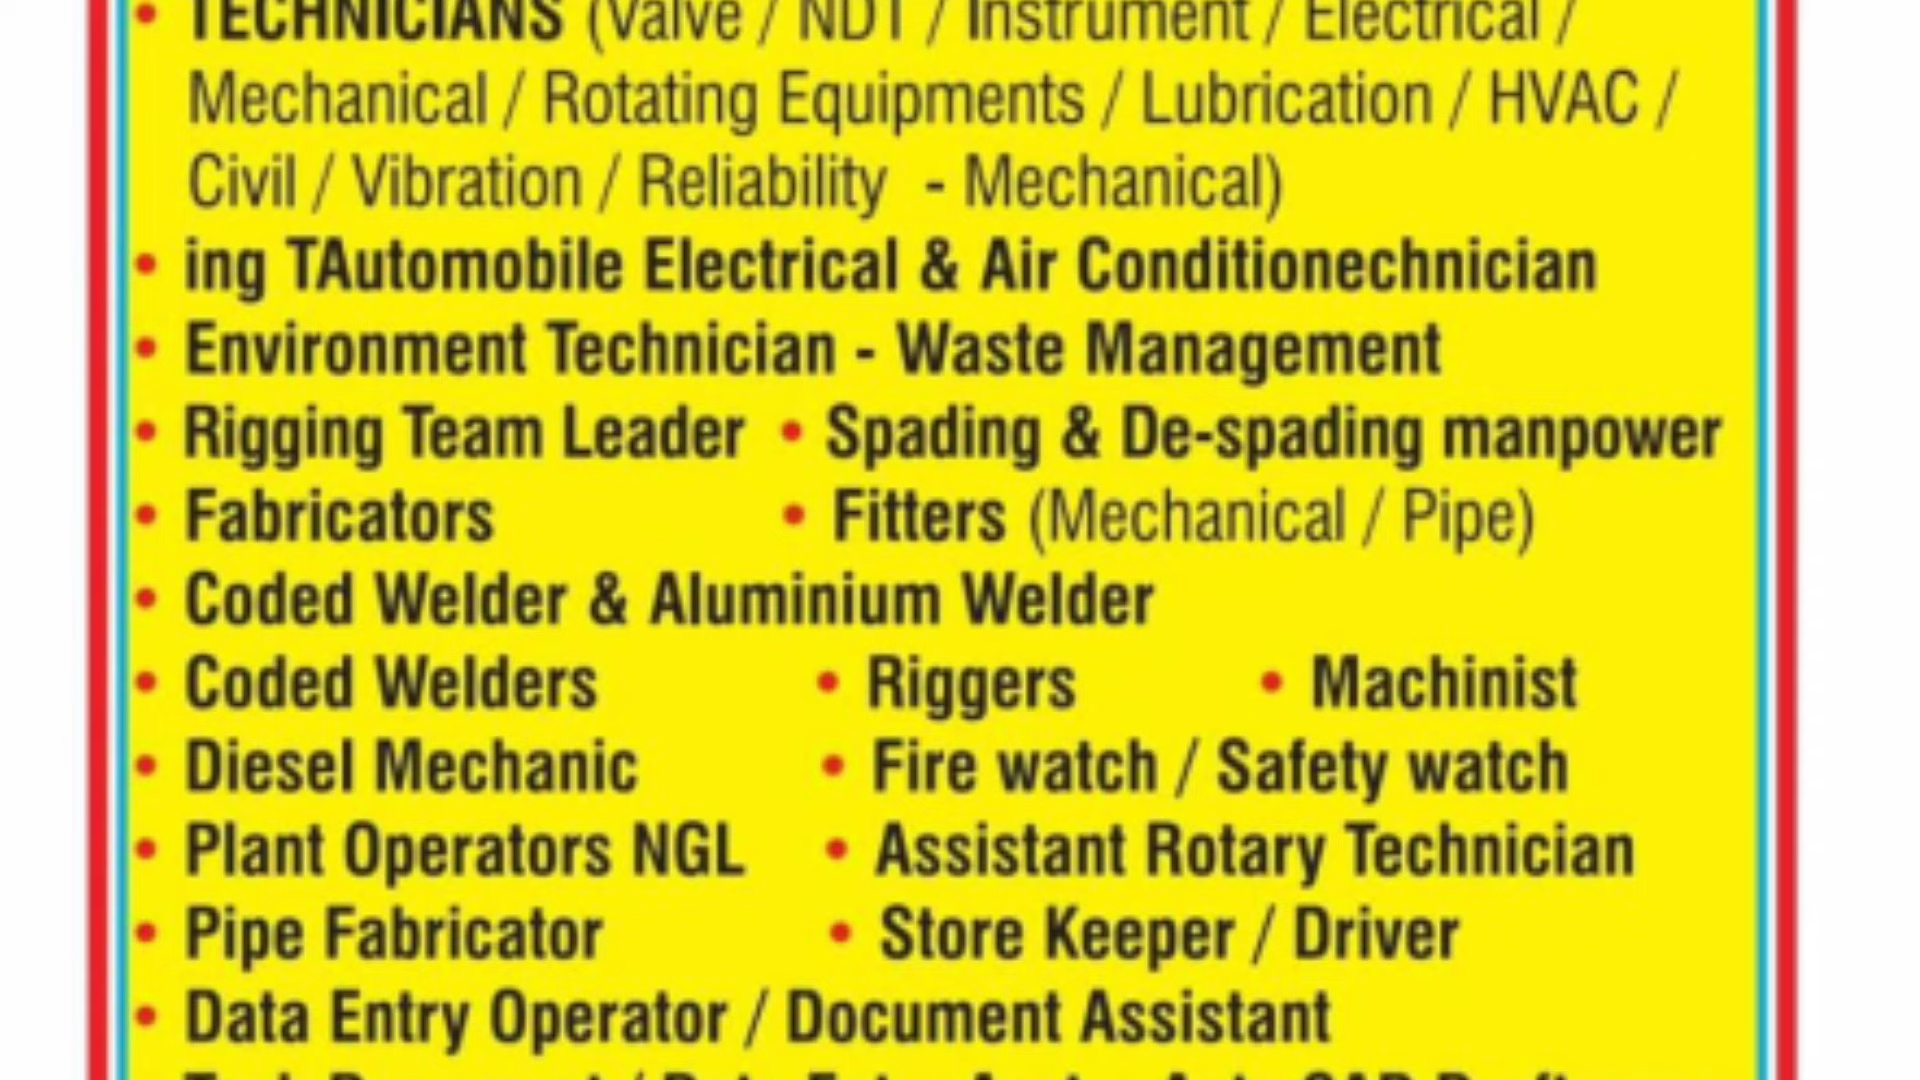 • TECHNICIANS (Valve / NDT / Instrument / Electrical /
Mechanical / Rotating Equipments / Lubrication / HVAC /
Civil / Vibration / Reliability - Mechanical)
• ing TAutomobile Electrical & Air Conditionechnician
• Environment Technician - Waste Management
• Rigging Team Leader • Spading & De-spading manpower
• Fabricators • Fitters (Mechanical / Pipe)
• Coded Welder & Aluminium Welder
• Coded Welders • Riggers • Machinist
• Diesel Mechanic • Fire watch / Safety watch
• Plant Operators NGL • Assistant Rotary Technician
• Pipe Fabricator • Store Keeper / Driver
• Data Entry Operator / Document Assistant